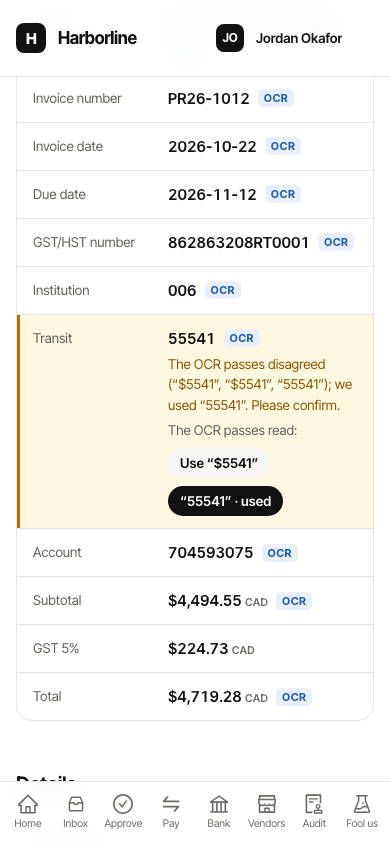 H Harborline JO Jordan Okafor
Invoice number PR26-1012 OCR
Invoice date 2026-10-22 OCR
Due date 2026-11-12 OCR
GST/HST number 862863208RT0001 OCR
Institution 006 OCR
Transit 55541 OCR
The OCR passes disagreed
(“$5541”, “$5541”, “55541”); we
used “55541”. Please confirm.
The OCR passes read:
Use “$5541”
“55541” · used
Account 704593075 OCR
Subtotal $4,494.55 CAD OCR
GST 5% $224.73 CAD
Total $4,719.28 CAD OCR
Details
Home Inbox Approve Pay Bank Vendors Audit Fool us